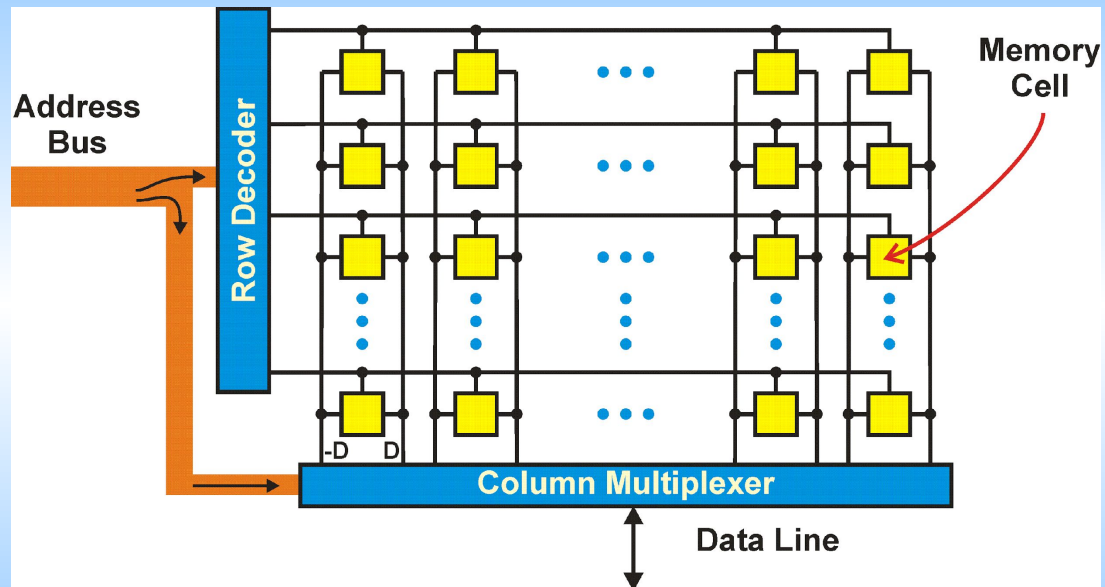 Memory
Cell
Address
Bus
Row Decoder
-D
D
Column Multiplexer
Data Line